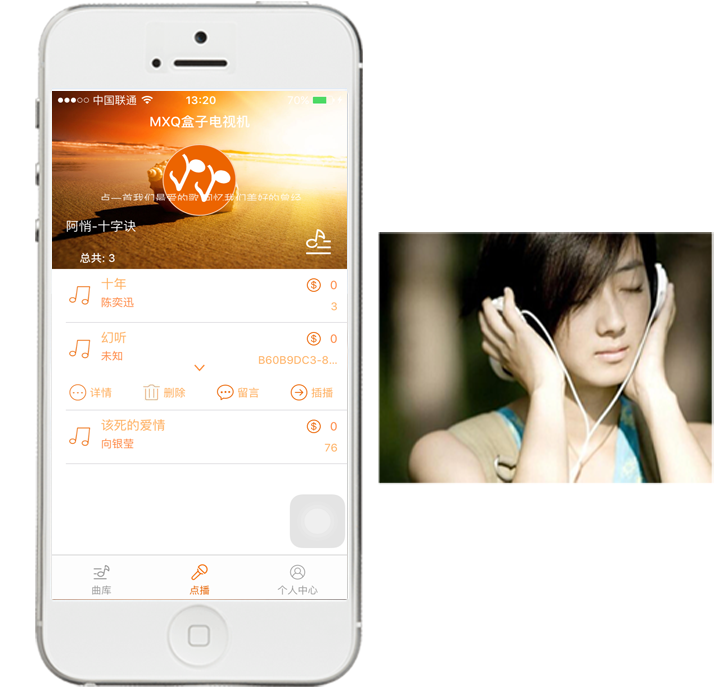 中国联通 13:20 70%
MXQ盒子电视机
点一首我们最爱的歌 回忆我们美好的曾经
阿悄-十字诀
总共: 3
十年 0
陈奕迅 3
幻听 0
未知 B60B9DC3-8...
详情 删除 留言 插播
该死的爱情 0
向银莹 76
曲库 点播 个人中心